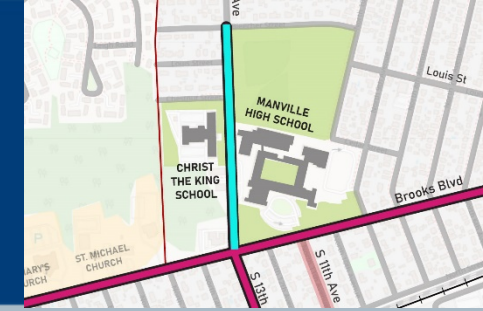 Ave
Louis St
MANVILLE
HIGH SCHOOL
CHRIST
THE KING
SCHOOL
Brooks Blvd
P
ST. MICHAEL
CHURCH
S 13th
S 11th Ave